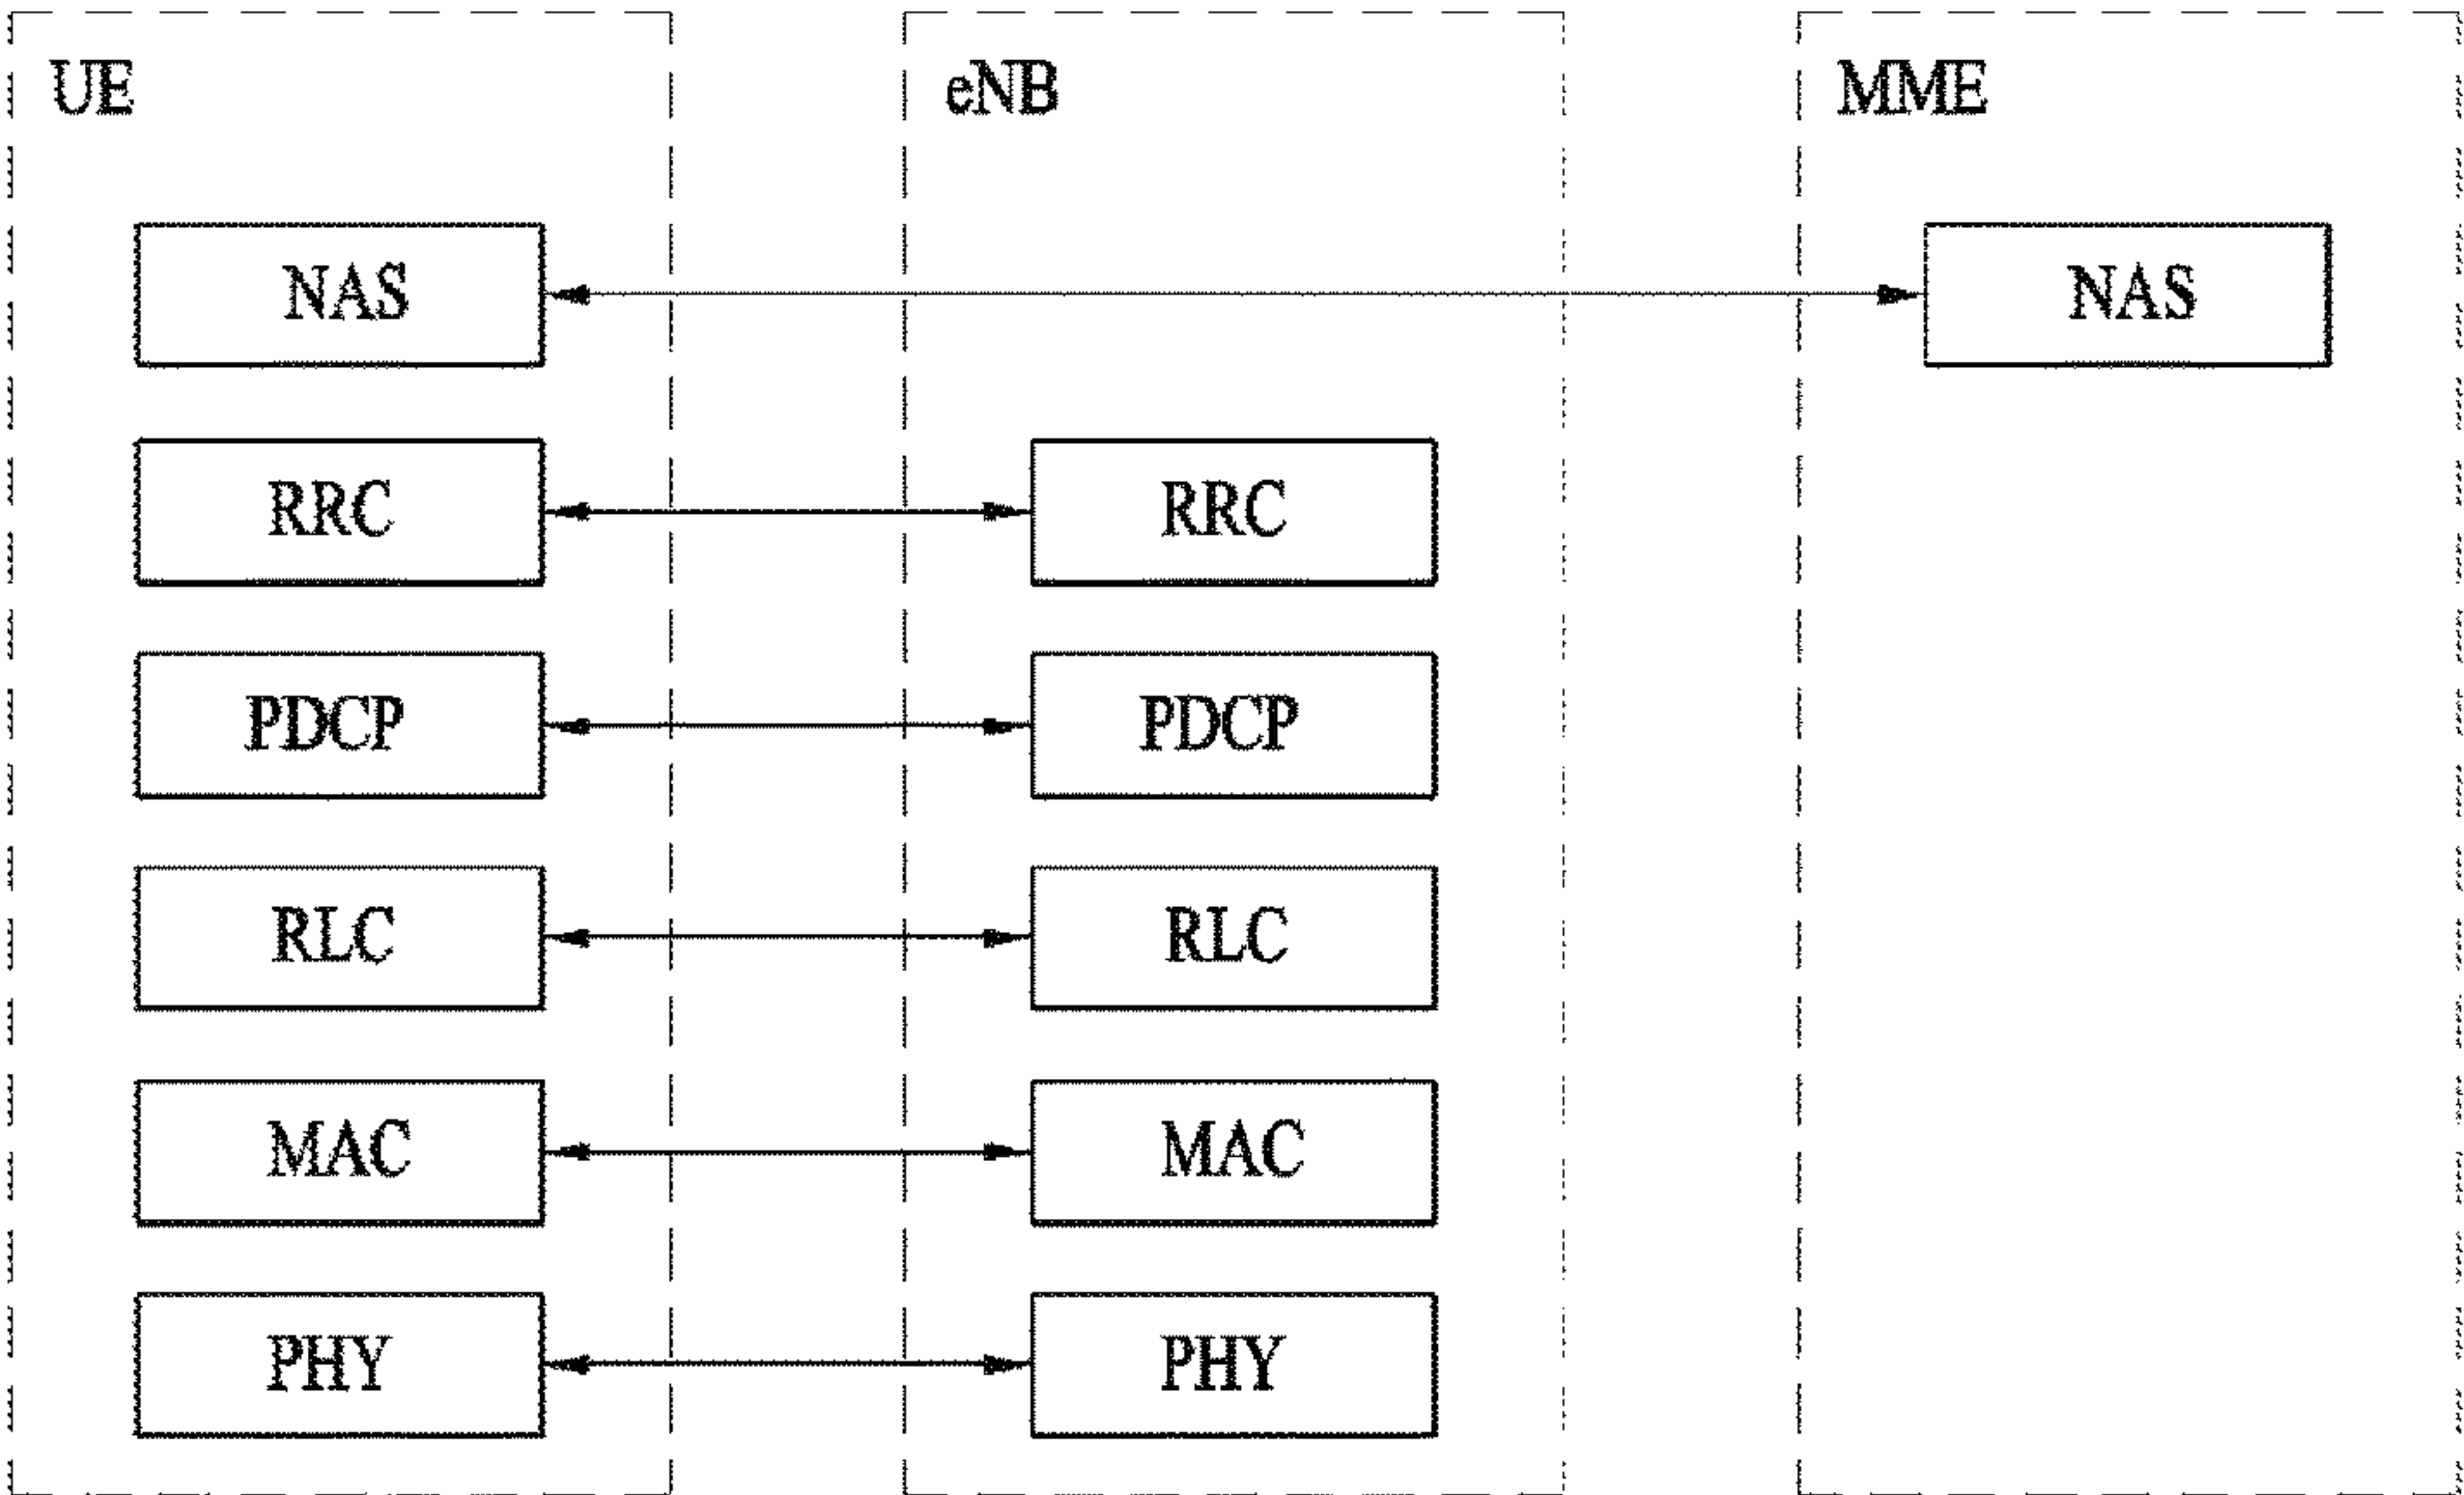 UE eNB MME
NAS NAS
RRC RRC
PDCP PDCP
RLC RLC
MAC MAC
PHY PHY